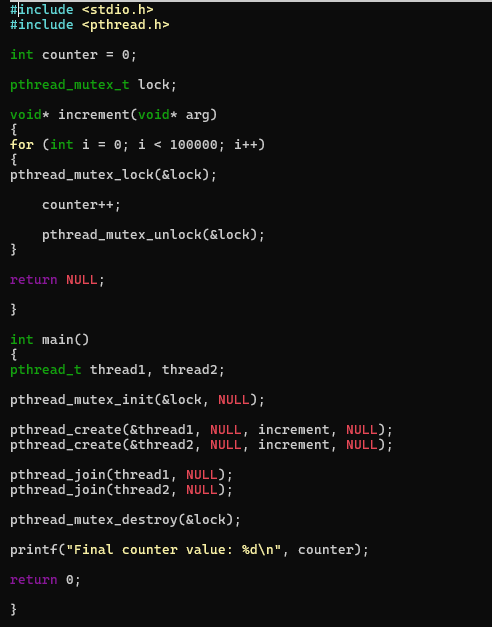 #include <stdio.h>
#include <pthread.h>

int counter = 0;

pthread_mutex_t lock;

void* increment(void* arg)
{
for (int i = 0; i < 100000; i++)
{
pthread_mutex_lock(&lock);

    counter++;

    pthread_mutex_unlock(&lock);
}

return NULL;

}

int main()
{
pthread_t thread1, thread2;

pthread_mutex_init(&lock, NULL);

pthread_create(&thread1, NULL, increment, NULL);
pthread_create(&thread2, NULL, increment, NULL);

pthread_join(thread1, NULL);
pthread_join(thread2, NULL);

pthread_mutex_destroy(&lock);

printf("Final counter value: %d\n", counter);

return 0;

}